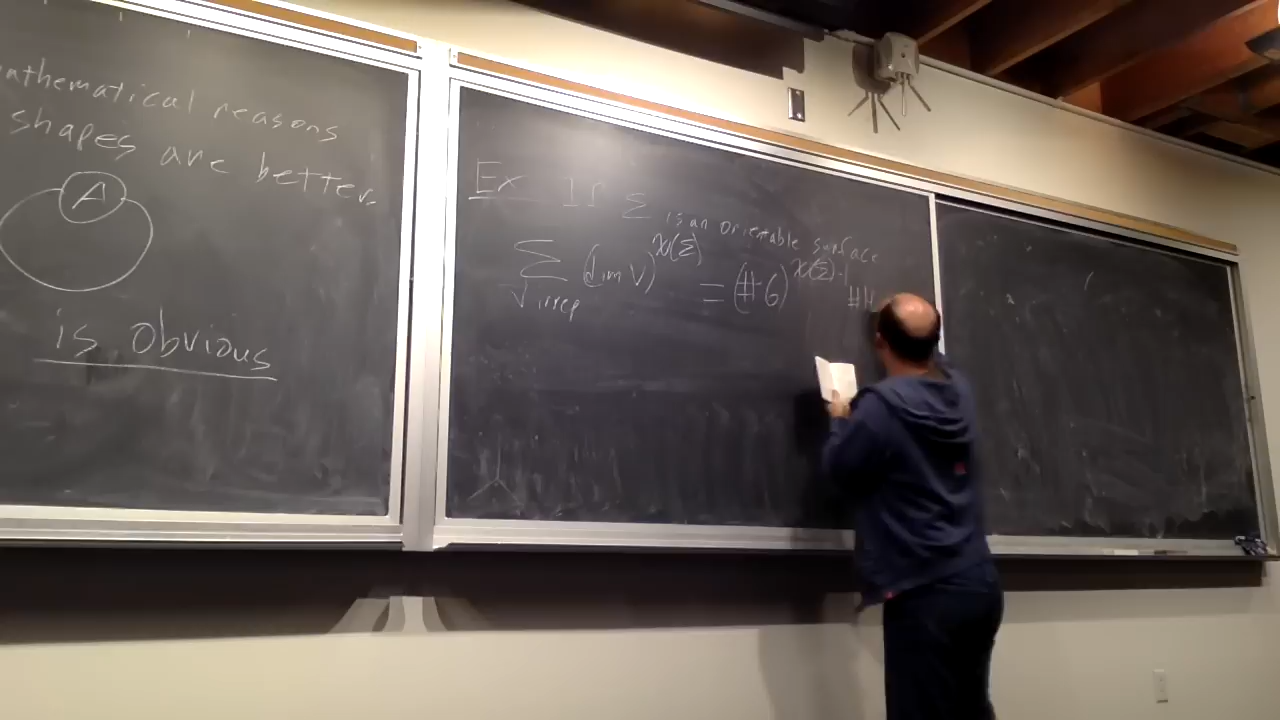 athematical reasons
shapes are better.
A
is obvious
Ex If Σ is an orientable surface
Σ (dim V)^χ(Σ) = (#G)^χ(Σ)-1 #H
V irrep